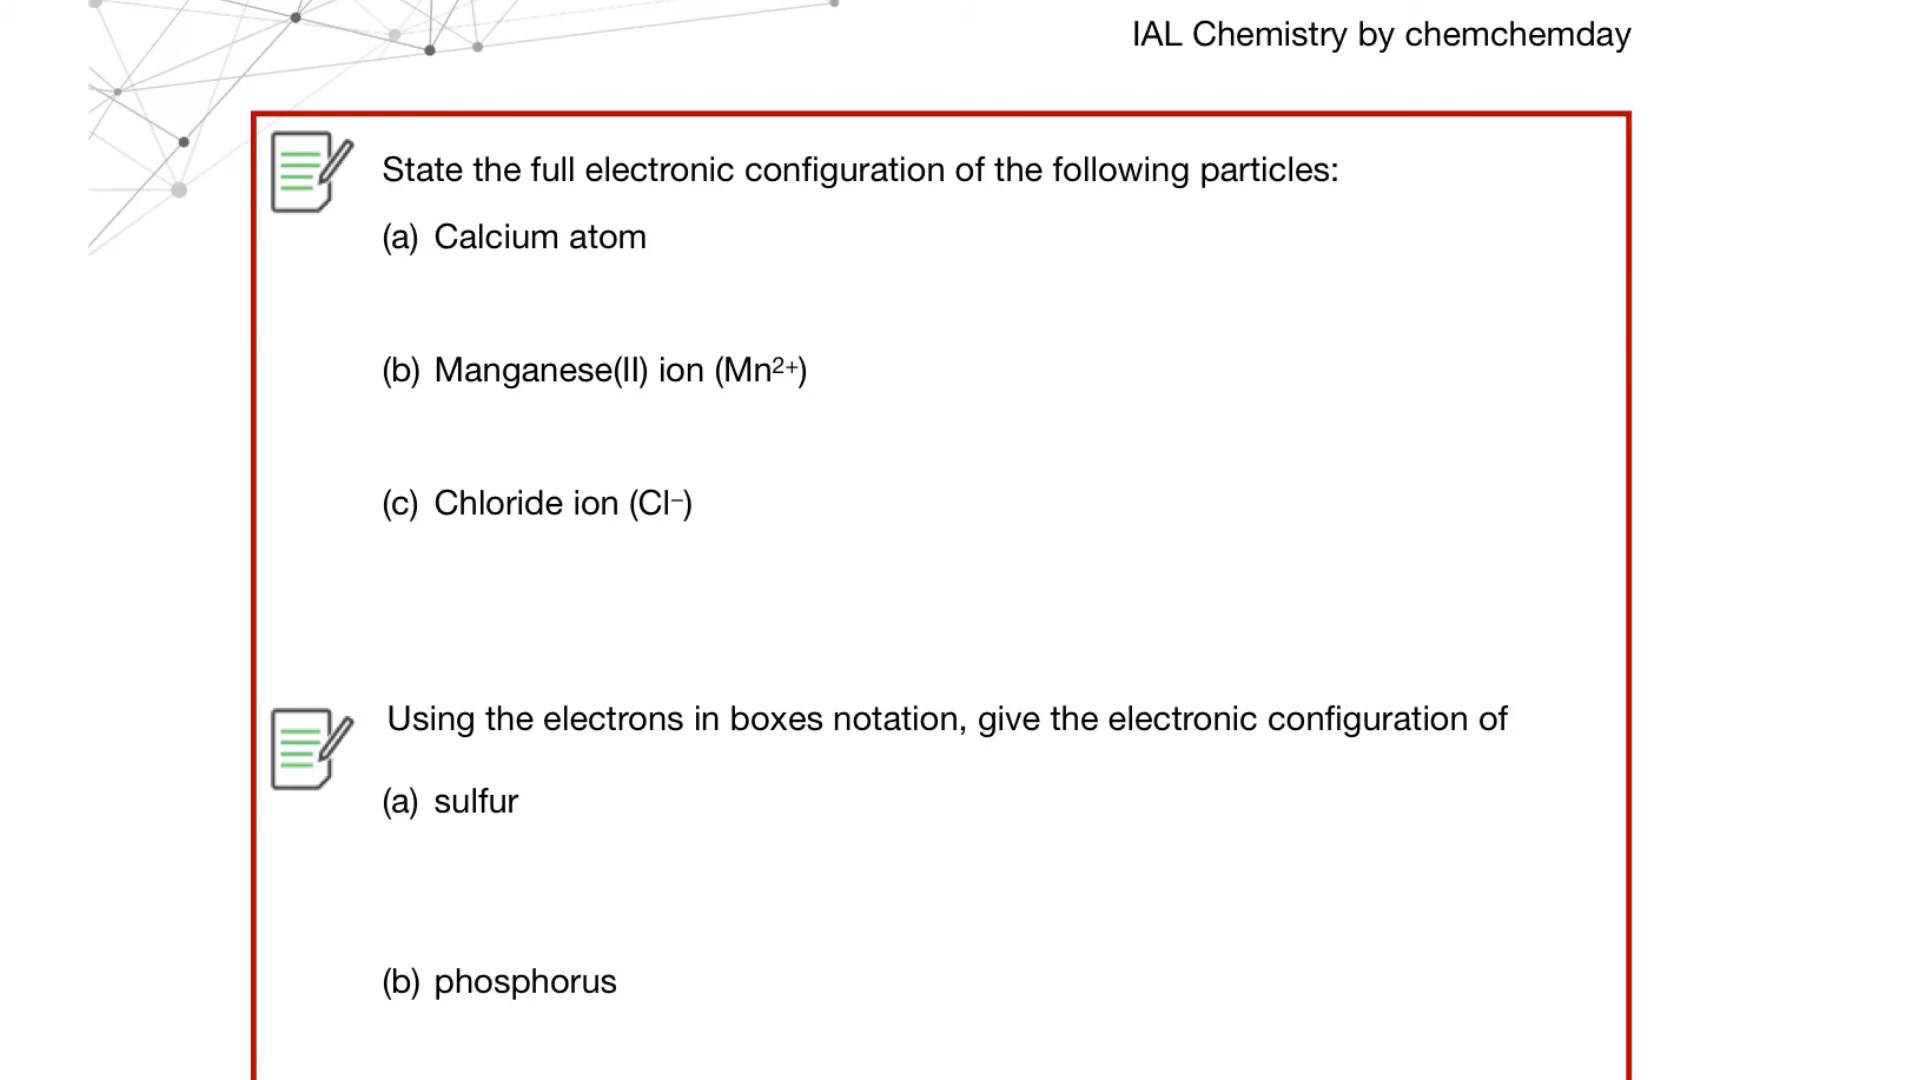 IAL Chemistry by chemchemday
State the full electronic configuration of the following particles:
(a) Calcium atom
(b) Manganese(II) ion (Mn²⁺)
(c) Chloride ion (Cl⁻)
Using the electrons in boxes notation, give the electronic configuration of
(a) sulfur
(b) phosphorus